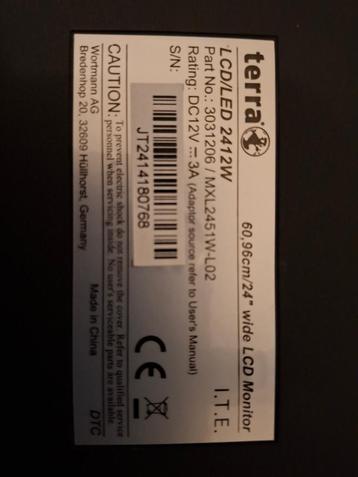 terra
60,96cm/24" wide LCD Monitor
LCD/LED 2412W
I.T.E.
Part No.: 3031206 / MXL2451W-L02
Rating: DC12V ⎓ 3A (Adaptor source refer to User's Manual)
S/N:
JT2414180768
CE
CAUTION: To prevent electric shock do not remove the cover. Refer to qualified service
personnel when servicing inside. No user's serviceable parts are available.
Wortmann AG
Bredenhop 20, 32609 Hüllhorst, Germany
Made in China
DTC